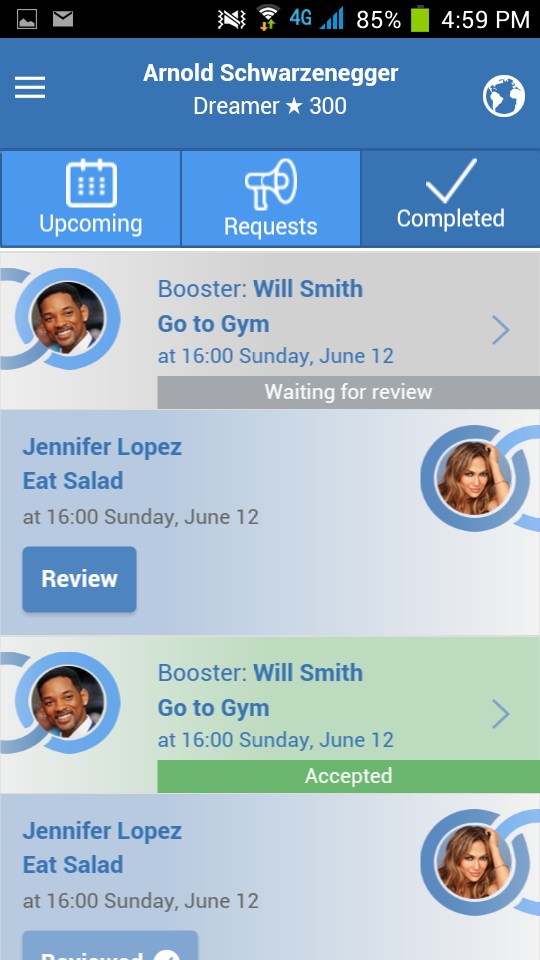 4G 85% 4:59 PM
Arnold Schwarzenegger
Dreamer ★ 300
Upcoming
Requests
Completed
Booster: Will Smith
Go to Gym
at 16:00 Sunday, June 12
Waiting for review
Jennifer Lopez
Eat Salad
at 16:00 Sunday, June 12
Review
Booster: Will Smith
Go to Gym
at 16:00 Sunday, June 12
Accepted
Jennifer Lopez
Eat Salad
at 16:00 Sunday, June 12
Reviewed